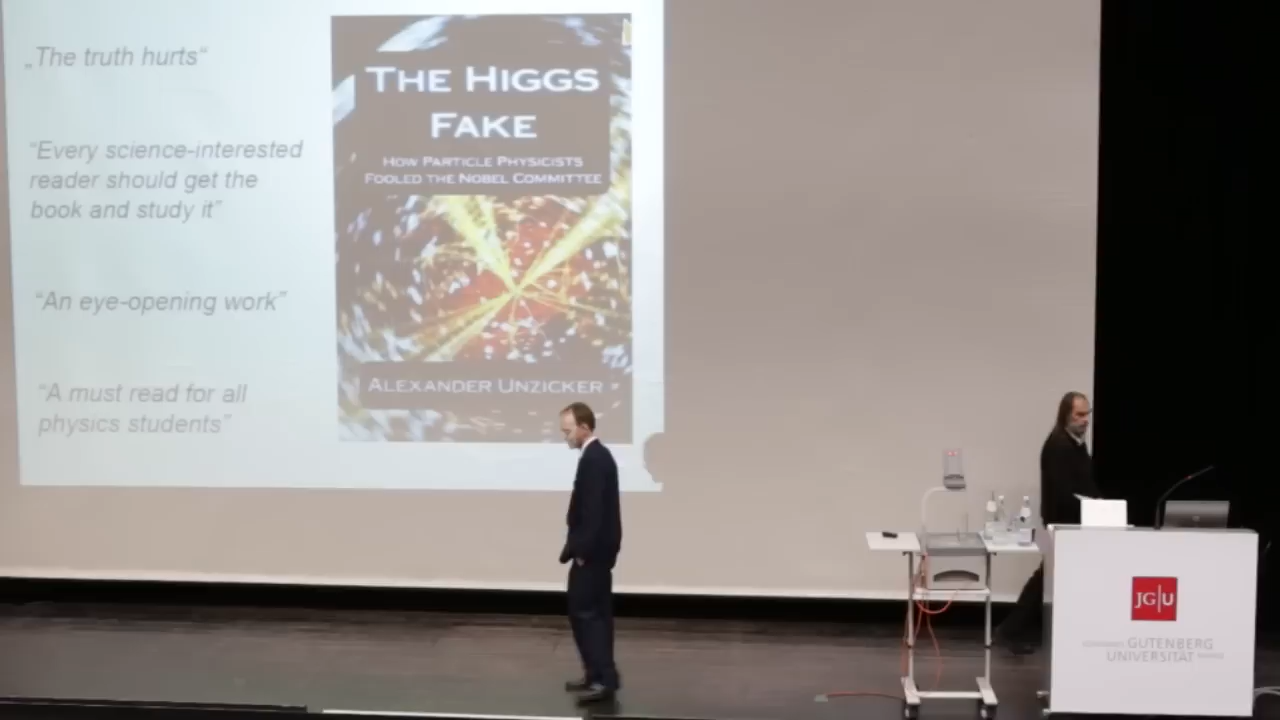 „The truth hurts“
“Every science-interested
reader should get the
book and study it”
“An eye-opening work”
“A must read for all
physics students”
THE HIGGS
FAKE
HOW PARTICLE PHYSICISTS
FOOLED THE NOBEL COMMITTEE
ALEXANDER UNZICKER
JG|U
GUTENBERG
UNIVERSITÄT